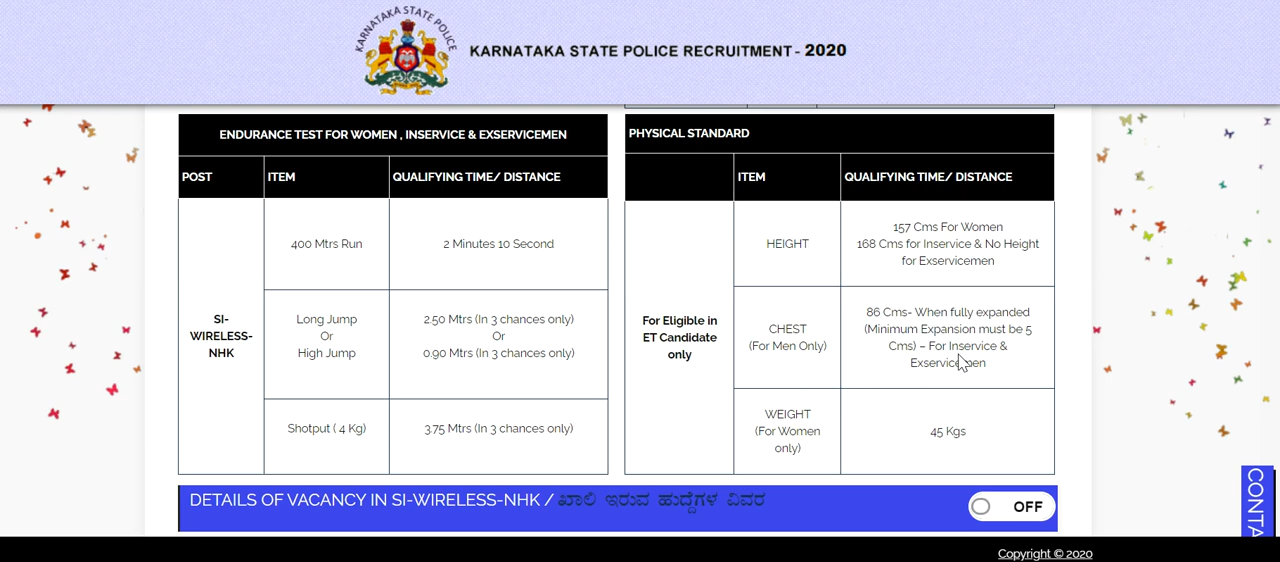 KARNATAKA STATE POLICE
KARNATAKA STATE POLICE RECRUITMENT - 2020
ENDURANCE TEST FOR WOMEN , INSERVICE & EXSERVICEMEN
POST
ITEM
QUALIFYING TIME/ DISTANCE
SI-
WIRELESS-
NHK
400 Mtrs Run
2 Minutes 10 Second
Long Jump
Or
High Jump
2.50 Mtrs (In 3 chances only)
Or
0.90 Mtrs (In 3 chances only)
Shotput ( 4 Kg)
3.75 Mtrs (In 3 chances only)
PHYSICAL STANDARD
ITEM
QUALIFYING TIME/ DISTANCE
For Eligible in
ET Candidate
only
HEIGHT
157 Cms For Women
168 Cms for Inservice & No Height
for Exservicemen
CHEST
(For Men Only)
86 Cms- When fully expanded
(Minimum Expansion must be 5
Cms) – For Inservice &
Exservicemen
WEIGHT
(For Women
only)
45 Kgs
DETAILS OF VACANCY IN SI-WIRELESS-NHK / ಖಾಲಿ ಇರುವ ಹುದ್ದೆಗಳ ವಿವರ
OFF
CONTA
Copyright © 2020